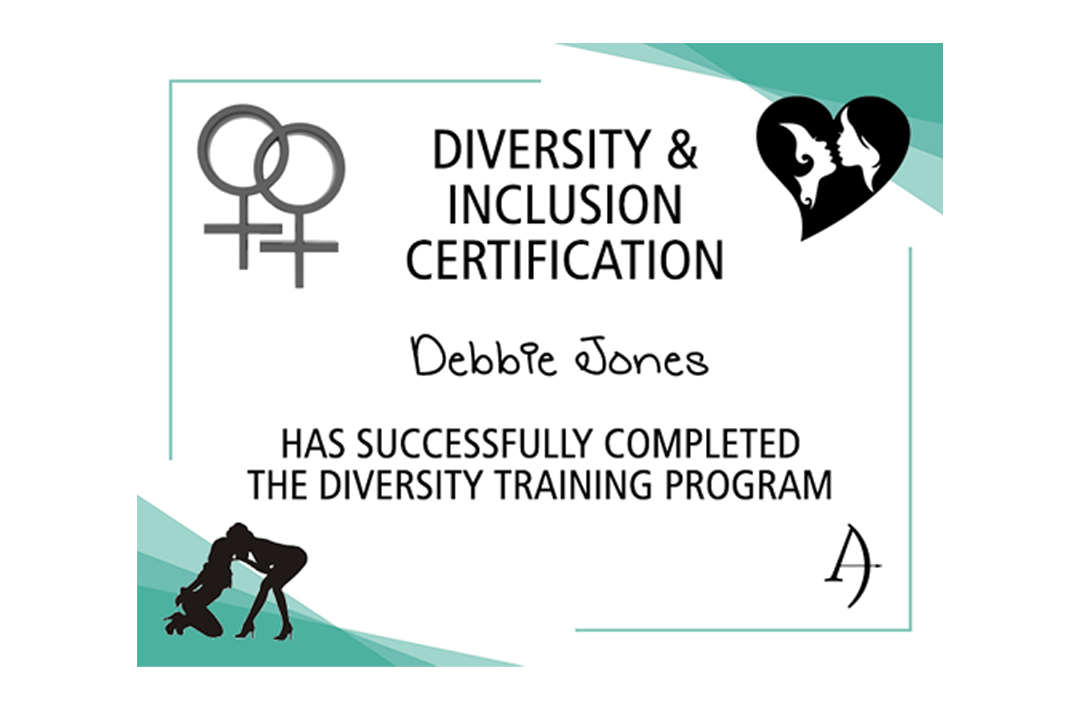 DIVERSITY &
INCLUSION
CERTIFICATION
Debbie Jones
HAS SUCCESSFULLY COMPLETED
THE DIVERSITY TRAINING PROGRAM
A